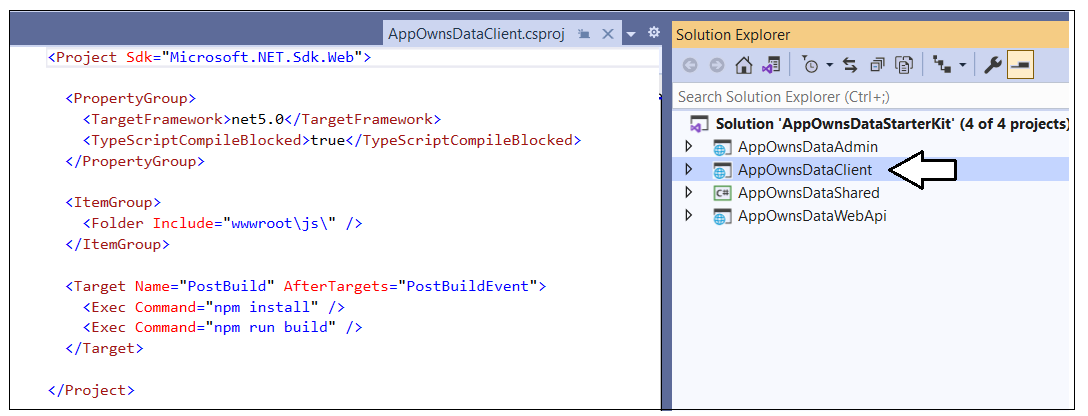 AppOwnsDataClient.csproj
<Project Sdk="Microsoft.NET.Sdk.Web">
<PropertyGroup>
<TargetFramework>net5.0</TargetFramework>
<TypeScriptCompileBlocked>true</TypeScriptCompileBlocked>
</PropertyGroup>
<ItemGroup>
<Folder Include="wwwroot\js\" />
</ItemGroup>
<Target Name="PostBuild" AfterTargets="PostBuildEvent">
<Exec Command="npm install" />
<Exec Command="npm run build" />
</Target>
</Project>
Solution Explorer
Search Solution Explorer (Ctrl+;)
Solution 'AppOwnsDataStarterKit' (4 of 4 projects)
AppOwnsDataAdmin
AppOwnsDataClient
C# AppOwnsDataShared
AppOwnsDataWebApi